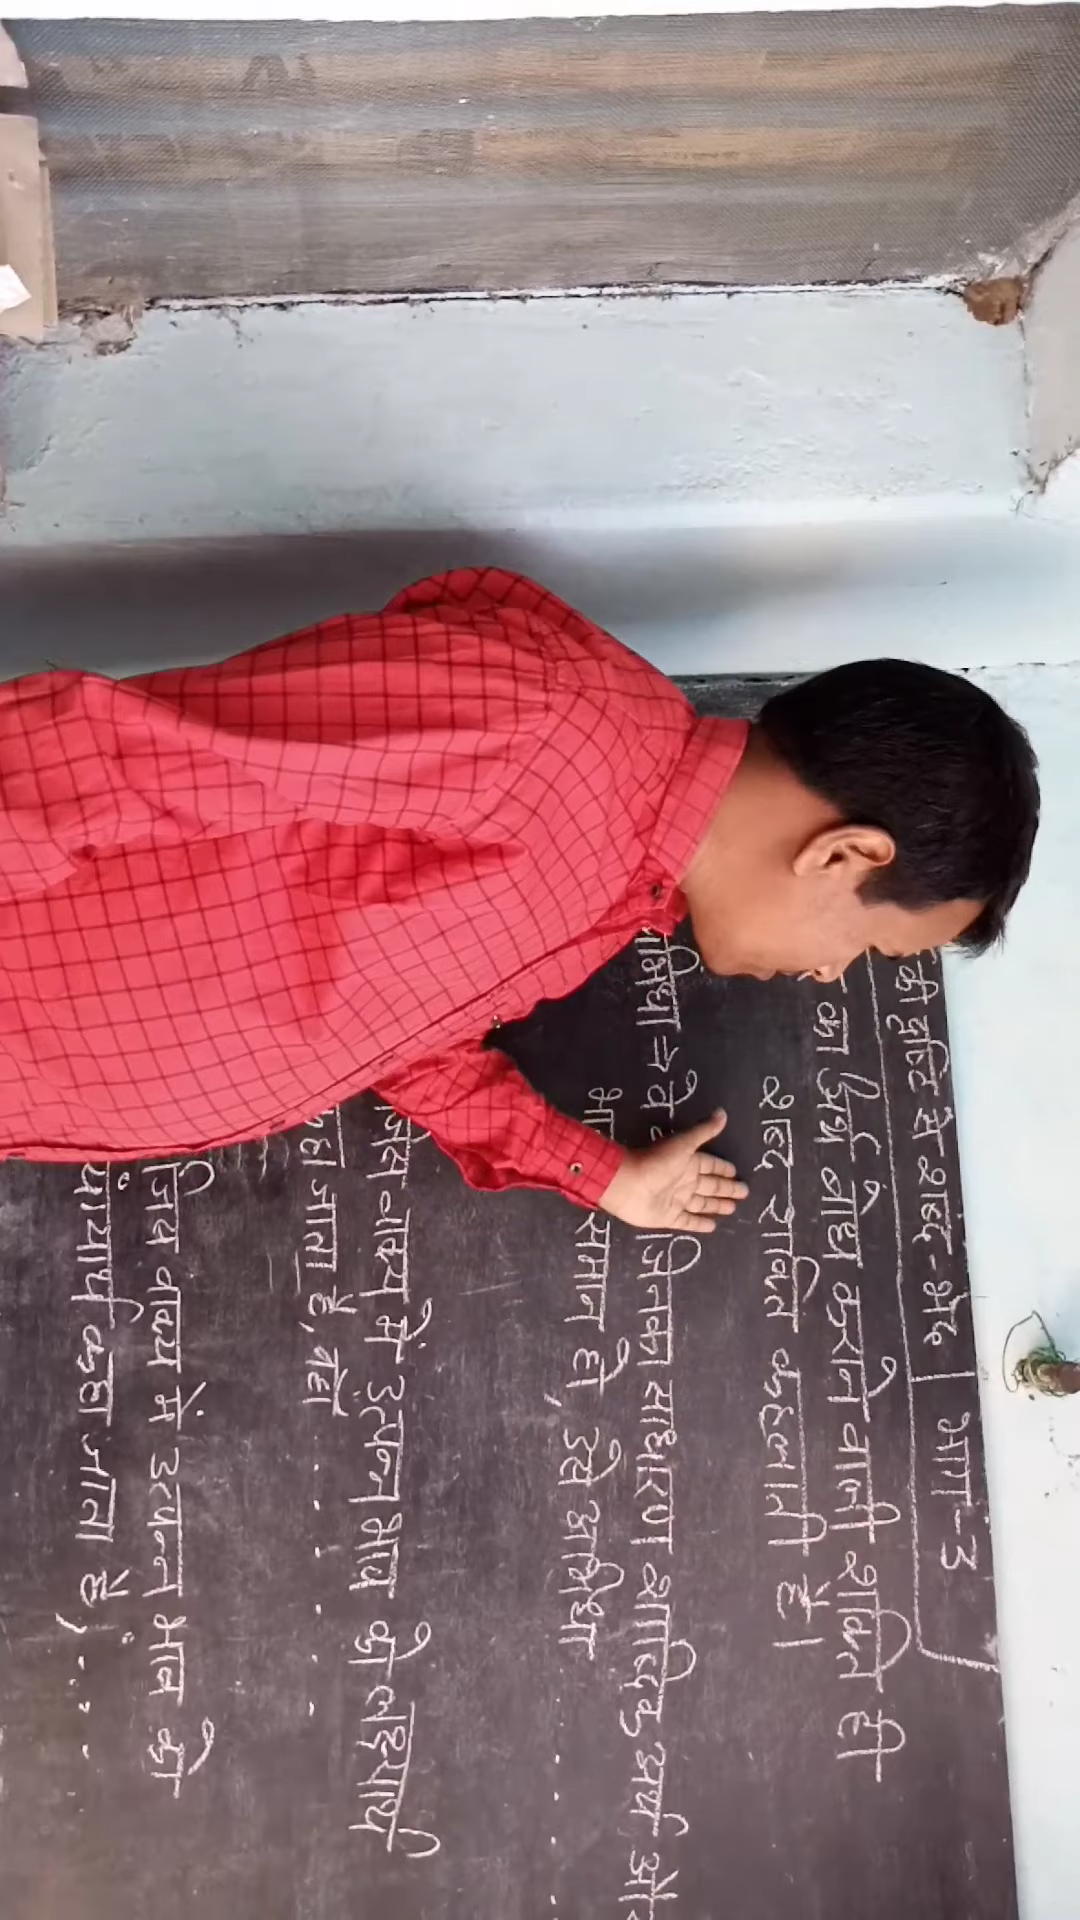 की दृष्टि से शब्द-भेद | भाग-3
का अर्थ बोध कराने वाली शक्ति ही
शब्द शक्ति कहलाती है।
अभिधा → वे जिनका साधारण शाब्दिक अर्थ और
भा समान हो, उसे अभिधा ....
जिस वाक्य में उत्पन्न भाव को लक्ष्यार्थ
कहा जाता है, वहाँ ......
जिस वाक्य में उत्पन्न भाव को
व्यंग्यार्थ कहा जाता है, .....